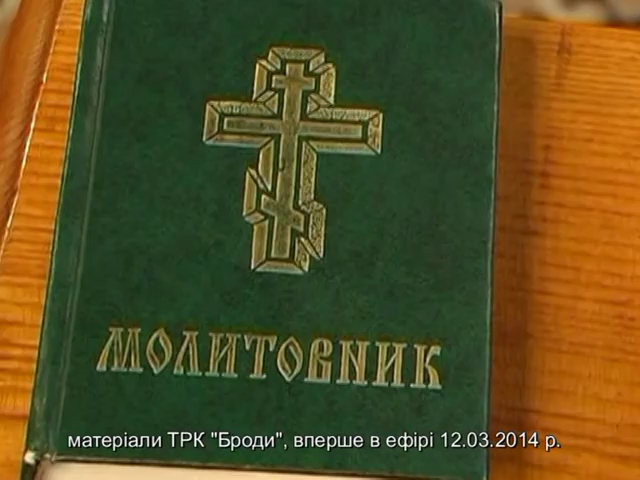 МОЛИТОВНИК
матеріали ТРК "Броди", вперше в ефірі 12.03.2014 р.